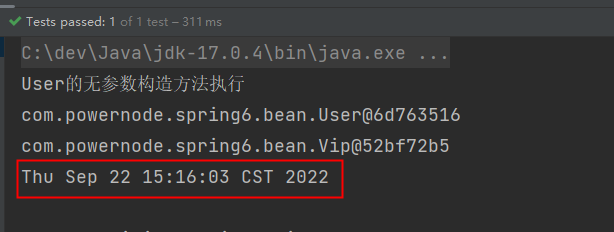 Tests passed: 1 of 1 test – 311 ms
C:\dev\Java\jdk-17.0.4\bin\java.exe ...
User的无参数构造方法执行
com.powernode.spring6.bean.User@6d763516
com.powernode.spring6.bean.Vip@52bf72b5
Thu Sep 22 15:16:03 CST 2022